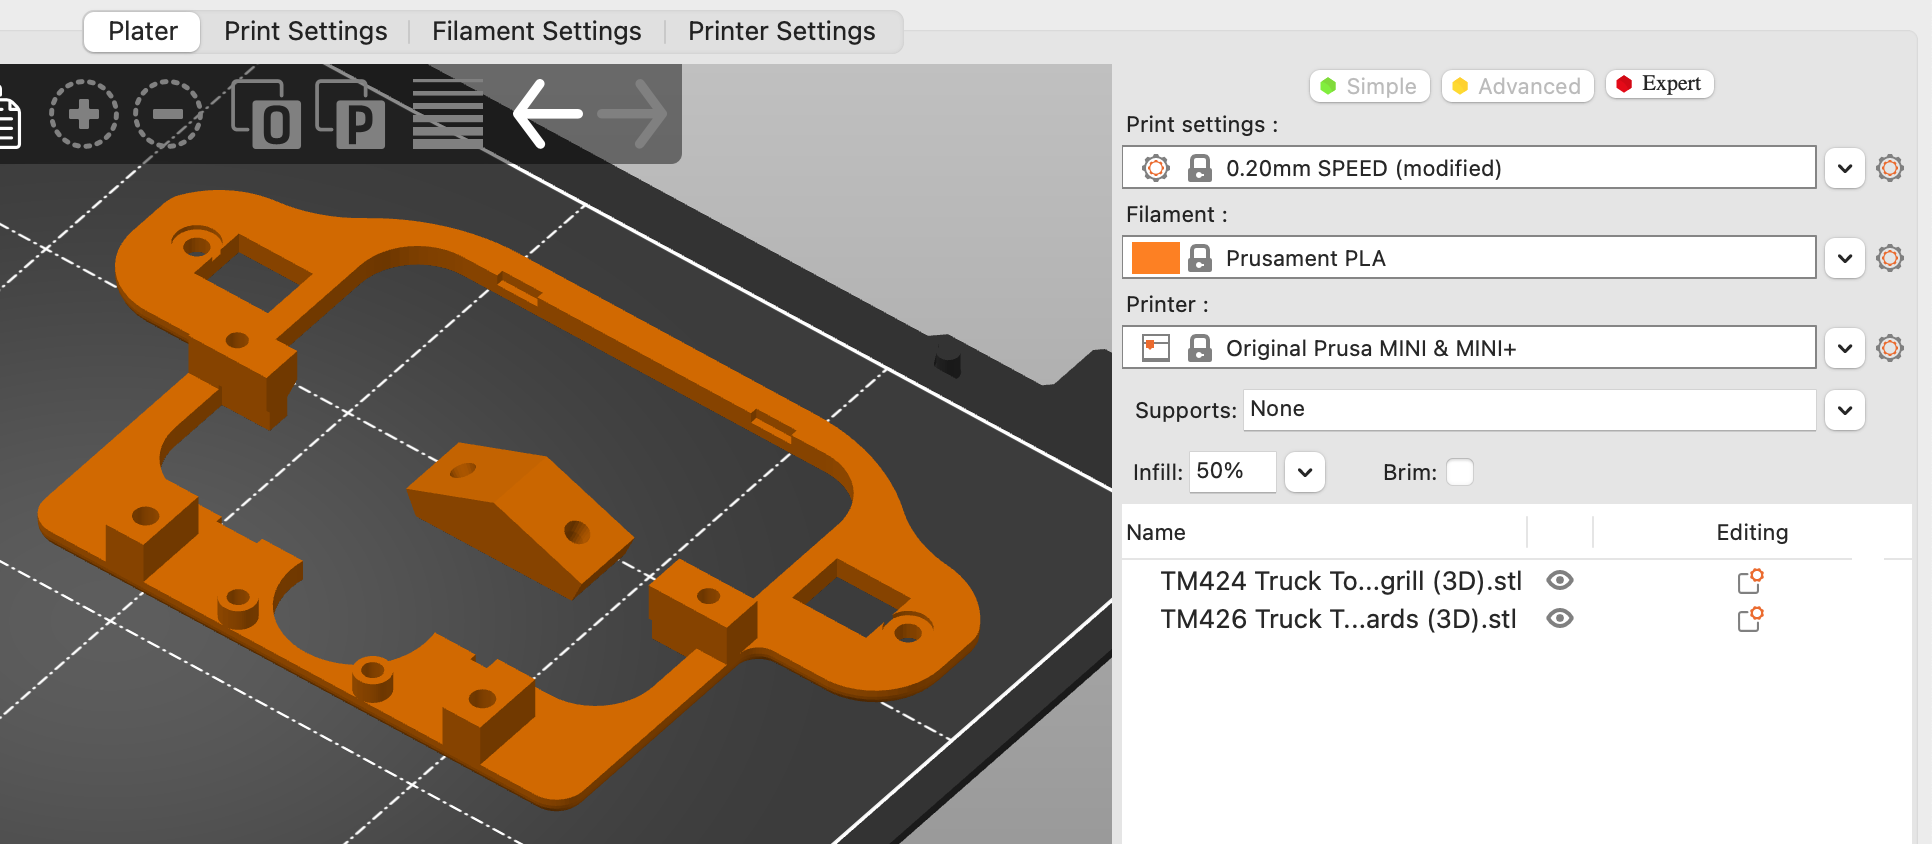 Plater
Print Settings
Filament Settings
Printer Settings
O
P
Simple
Advanced
Expert
Print settings :
0.20mm SPEED (modified)
Filament :
Prusament PLA
Printer :
Original Prusa MINI & MINI+
Supports: None
Infill: 50%
Brim:
Name
Editing
TM424 Truck To...grill (3D).stl
TM426 Truck T...ards (3D).stl